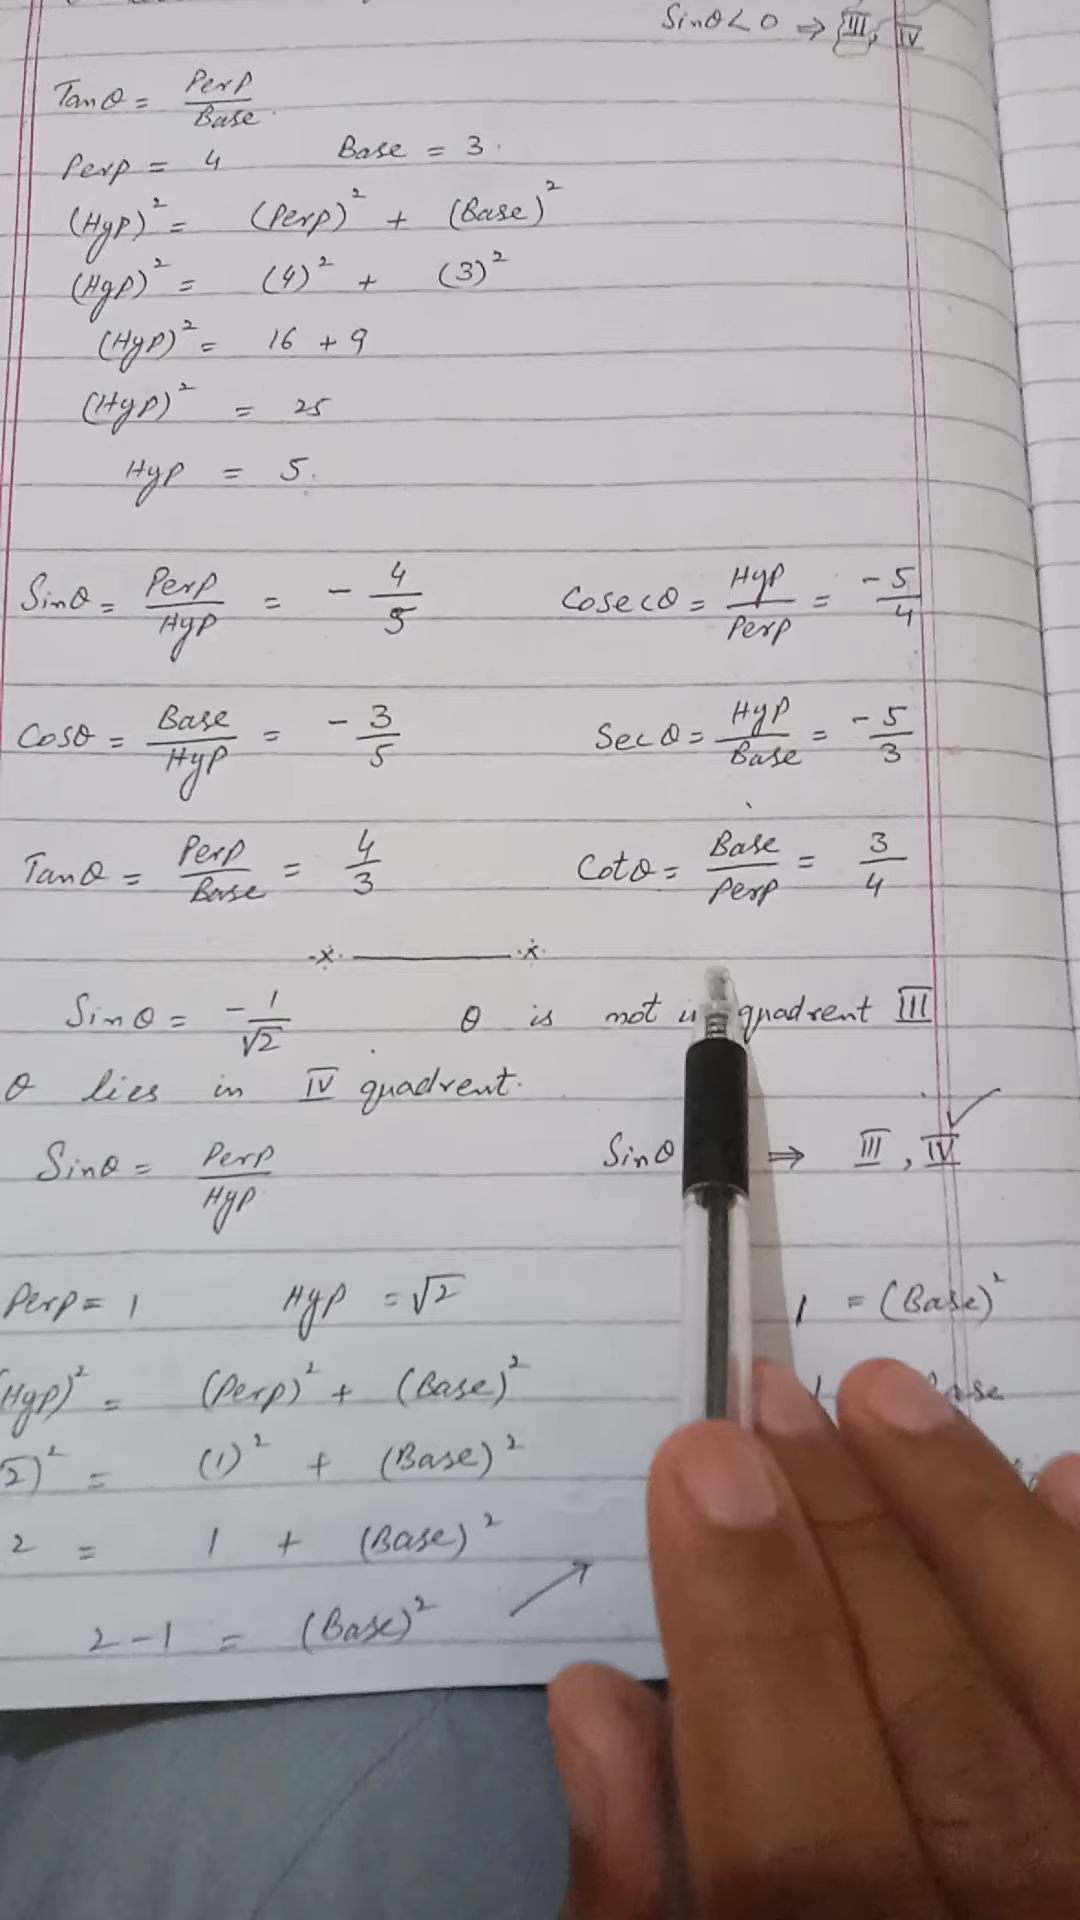 Sinθ < 0 ⇒ III, IV
Tanθ = Perp/Base
Perp = 4 Base = 3.
(Hyp)² = (Perp)² + (Base)²
(Hyp)² = (4)² + (3)²
(Hyp)² = 16 + 9
(Hyp)² = 25
Hyp = 5.
Sinθ = Perp/Hyp = - 4/5 Cosecθ = Hyp/Perp = -5/4
Cosθ = Base/Hyp = - 3/5 Secθ = Hyp/Base = -5/3
Tanθ = Perp/Base = 4/3 Cotθ = Base/Perp = 3/4
Sinθ = -1/√2 θ is not quadrent III
θ lies in IV quadrent.
Sinθ = Perp/Hyp Sinθ ⇒ III, IV
Perp = 1 Hyp = √2 1 = (Base)²
Hyp)² = (Perp)² + (Base)²
2)² = (1)² + (Base)²
2 = 1 + (Base)²
2 - 1 = (Base)²